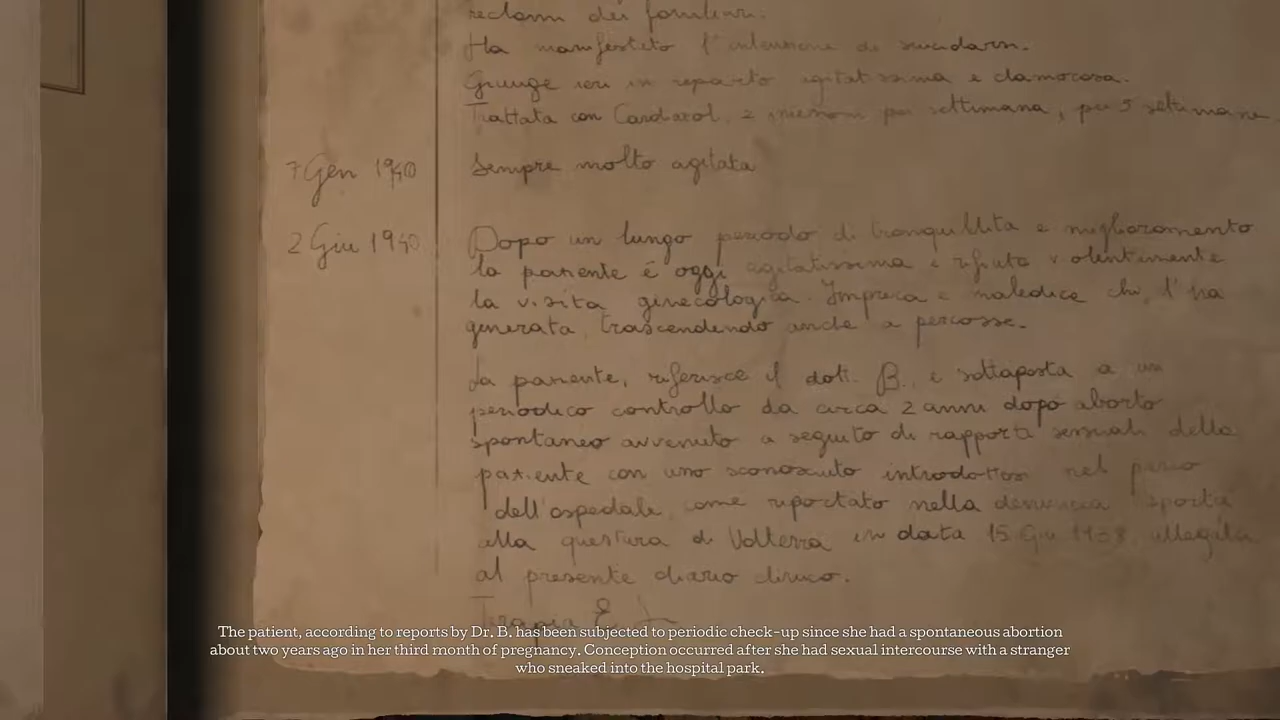 reclami dei familiari.
Ha manifestato l'intenzione di suicidarsi.
Giunge ieri in reparto agitatissima e clamorosa.
Trattata con Cardiazol, 2 iniezioni per settimana, per 5 settimane
7 Gen 1940
Sempre molto agitata
2 Giu 1940
Dopo un lungo periodo di tranquillità e miglioramento
la paziente è oggi agitatissima e rifiuta violentemente
la visita ginecologica. Impreca e maledice chi l'ha
generata trascendendo anche a percosse.
La paziente, riferisce il dott. B., è sottoposta a un
periodico controllo da circa 2 anni dopo aborto
spontaneo avvenuto a seguito di rapporti sessuali della
paziente con uno sconosciuto introdottosi nel parco
dell'ospedale, come riportato nella denuncia sporta
alla questura di Volterra in data 15 Giu 1938, allegata
al presente diario clinico.
Terapia E
The patient, according to reports by Dr. B. has been subjected to periodic check-up since she had a spontaneous abortion
about two years ago in her third month of pregnancy. Conception occurred after she had sexual intercourse with a stranger
who sneaked into the hospital park.